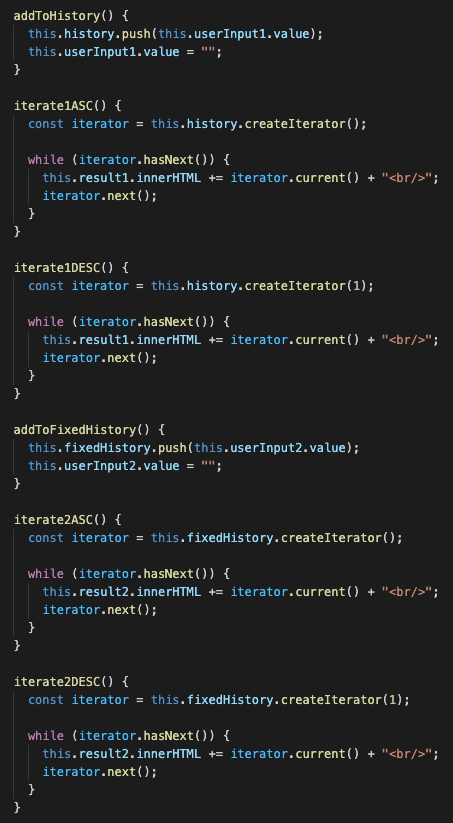 addToHistory() {
  this.history.push(this.userInput1.value);
  this.userInput1.value = "";
}

iterate1ASC() {
  const iterator = this.history.createIterator();

  while (iterator.hasNext()) {
    this.result1.innerHTML += iterator.current() + "<br/>";
    iterator.next();
  }
}

iterate1DESC() {
  const iterator = this.history.createIterator(1);

  while (iterator.hasNext()) {
    this.result1.innerHTML += iterator.current() + "<br/>";
    iterator.next();
  }
}

addToFixedHistory() {
  this.fixedHistory.push(this.userInput2.value);
  this.userInput2.value = "";
}

iterate2ASC() {
  const iterator = this.fixedHistory.createIterator();

  while (iterator.hasNext()) {
    this.result2.innerHTML += iterator.current() + "<br/>";
    iterator.next();
  }
}

iterate2DESC() {
  const iterator = this.fixedHistory.createIterator(1);

  while (iterator.hasNext()) {
    this.result2.innerHTML += iterator.current() + "<br/>";
    iterator.next();
  }
}